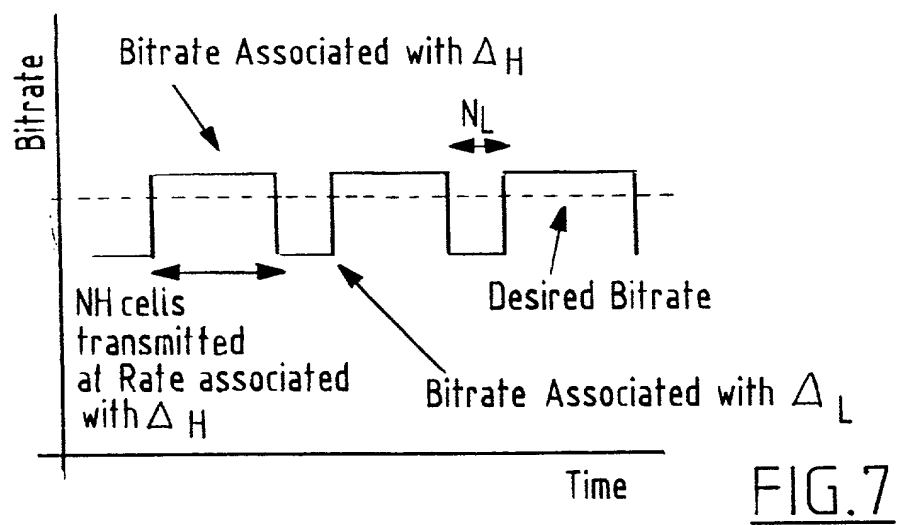 Bitrate
Bitrate Associated with Δ H
NL
Desired Bitrate
NH cells
transmitted
at Rate associated
with Δ H
Bitrate Associated with Δ L
Time
FIG.7